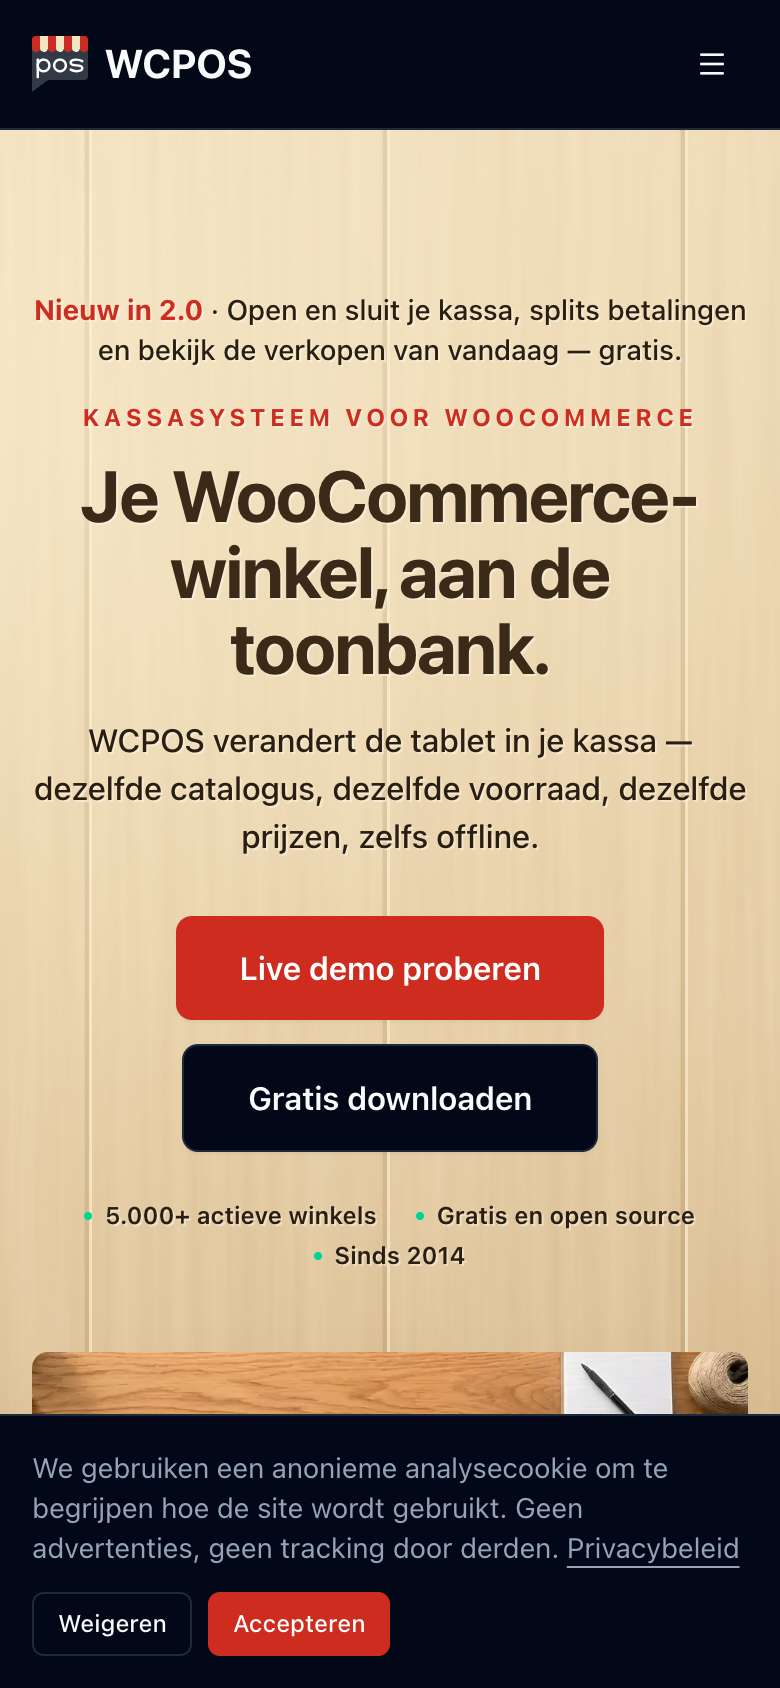 pos WCPOS
Nieuw in 2.0 · Open en sluit je kassa, splits betalingen
en bekijk de verkopen van vandaag — gratis.
KASSASYSTEEM VOOR WOOCOMMERCE
Je WooCommerce-
winkel, aan de
toonbank.
WCPOS verandert de tablet in je kassa —
dezelfde catalogus, dezelfde voorraad, dezelfde
prijzen, zelfs offline.
Live demo proberen
Gratis downloaden
• 5.000+ actieve winkels • Gratis en open source
• Sinds 2014
We gebruiken een anonieme analysecookie om te
begrijpen hoe de site wordt gebruikt. Geen
advertenties, geen tracking door derden. Privacybeleid
Weigeren Accepteren